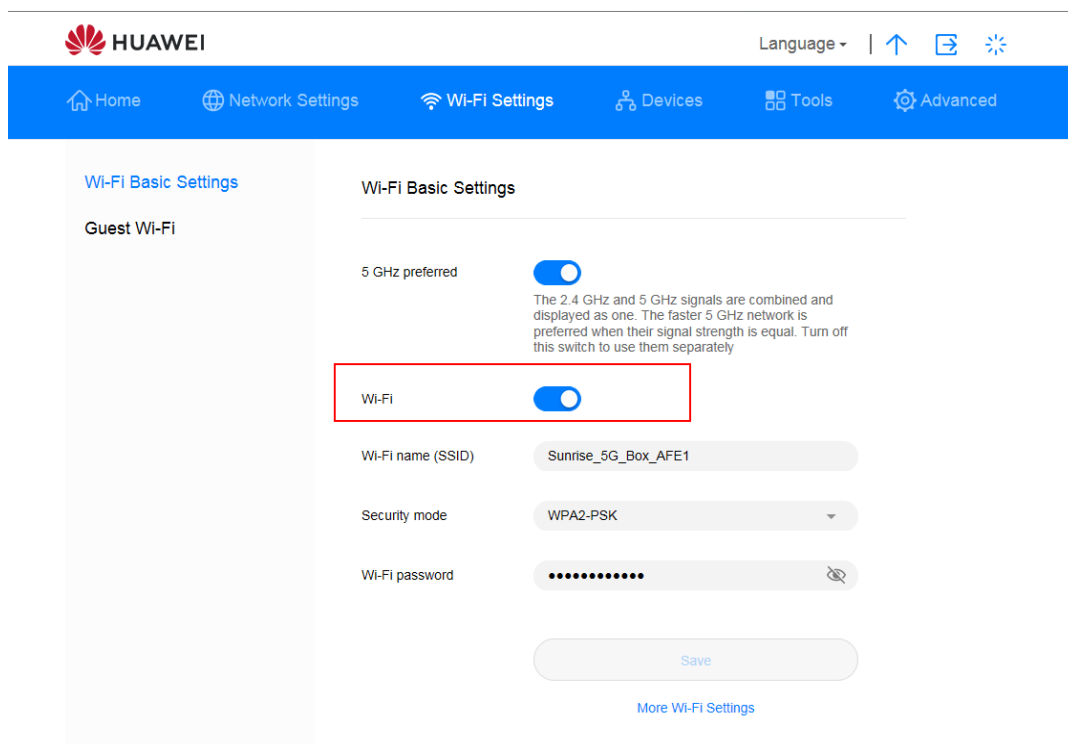 HUAWEI
Language
Home
Network Settings
Wi-Fi Settings
Devices
Tools
Advanced
Wi-Fi Basic Settings
Guest Wi-Fi
Wi-Fi Basic Settings
5 GHz preferred
The 2.4 GHz and 5 GHz signals are combined and
displayed as one. The faster 5 GHz network is
preferred when their signal strength is equal. Turn off
this switch to use them separately
Wi-Fi
Wi-Fi name (SSID)
Sunrise_5G_Box_AFE1
Security mode
WPA2-PSK
Wi-Fi password
••••••••••••
Save
More Wi-Fi Settings